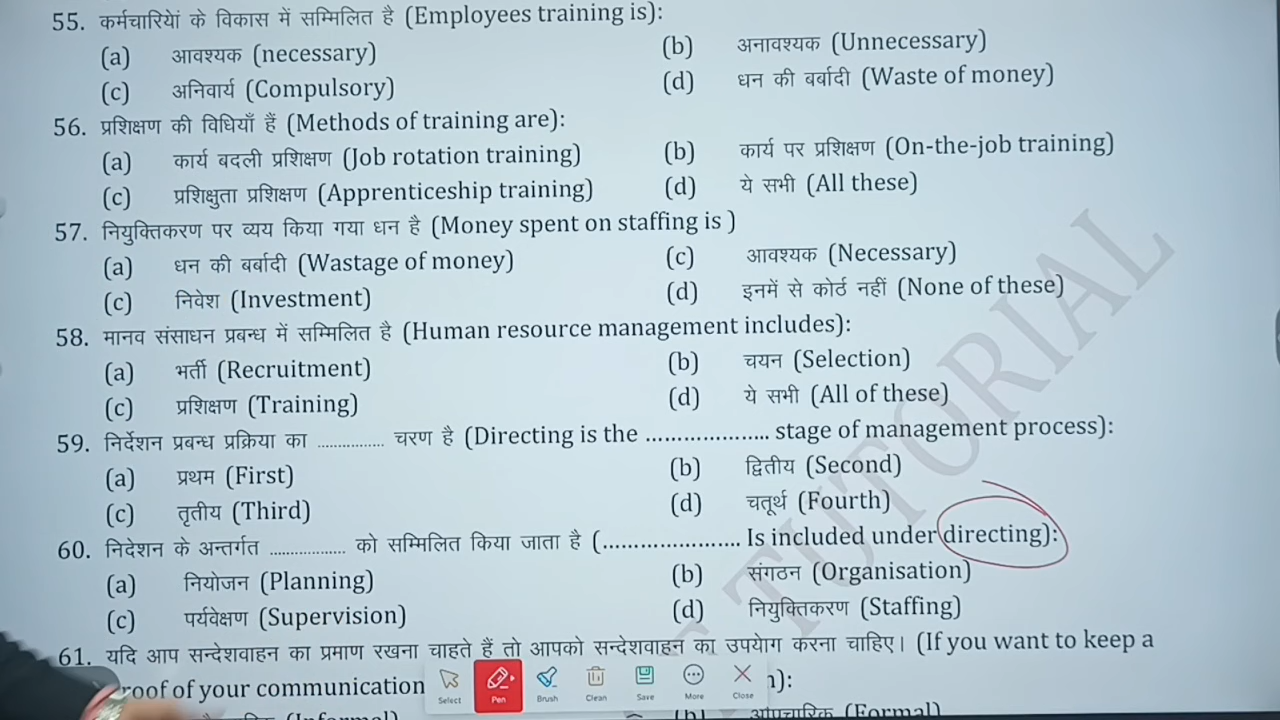 55. कर्मचारियेां के विकास में सम्मिलित है (Employees training is):
(a) आवश्यक (necessary) (b) अनावश्यक (Unnecessary)
(c) अनिवार्य (Compulsory) (d) धन की बर्बादी (Waste of money)
56. प्रशिक्षण की विधियाँ हैं (Methods of training are):
(a) कार्य बदली प्रशिक्षण (Job rotation training) (b) कार्य पर प्रशिक्षण (On-the-job training)
(c) प्रशिक्षुता प्रशिक्षण (Apprenticeship training) (d) ये सभी (All these)
57. नियुक्तिकरण पर व्यय किया गया धन है (Money spent on staffing is )
(a) धन की बर्बादी (Wastage of money) (c) आवश्यक (Necessary)
(c) निवेश (Investment) (d) इनमें से कोर्ठ नहीं (None of these)
58. मानव संसाधन प्रबन्ध में सम्मिलित है (Human resource management includes):
(a) भर्ती (Recruitment) (b) चयन (Selection)
(c) प्रशिक्षण (Training) (d) ये सभी (All of these)
59. निर्देशन प्रबन्ध प्रक्रिया का ................ चरण है (Directing is the .................... stage of management process):
(a) प्रथम (First) (b) द्वितीय (Second)
(c) तृतीय (Third) (d) चतूर्थ (Fourth)
60. निदेशन के अन्तर्गत .................. को सम्मिलित किया जाता है (...................... Is included under directing):
(a) नियोजन (Planning) (b) संगठन (Organisation)
(c) पर्यवेक्षण (Supervision) (d) नियुक्तिकरण (Staffing)
61. यदि आप सन्देशवाहन का प्रमाण रखना चाहते हैं तो आपको सन्देशवाहन का उपयेाग करना चाहिए। (If you want to keep a
roof of your communication
(Informal) (b) औपचारिक (Formal)
TUTORIAL
Select Pen Brush Clean Save More Close